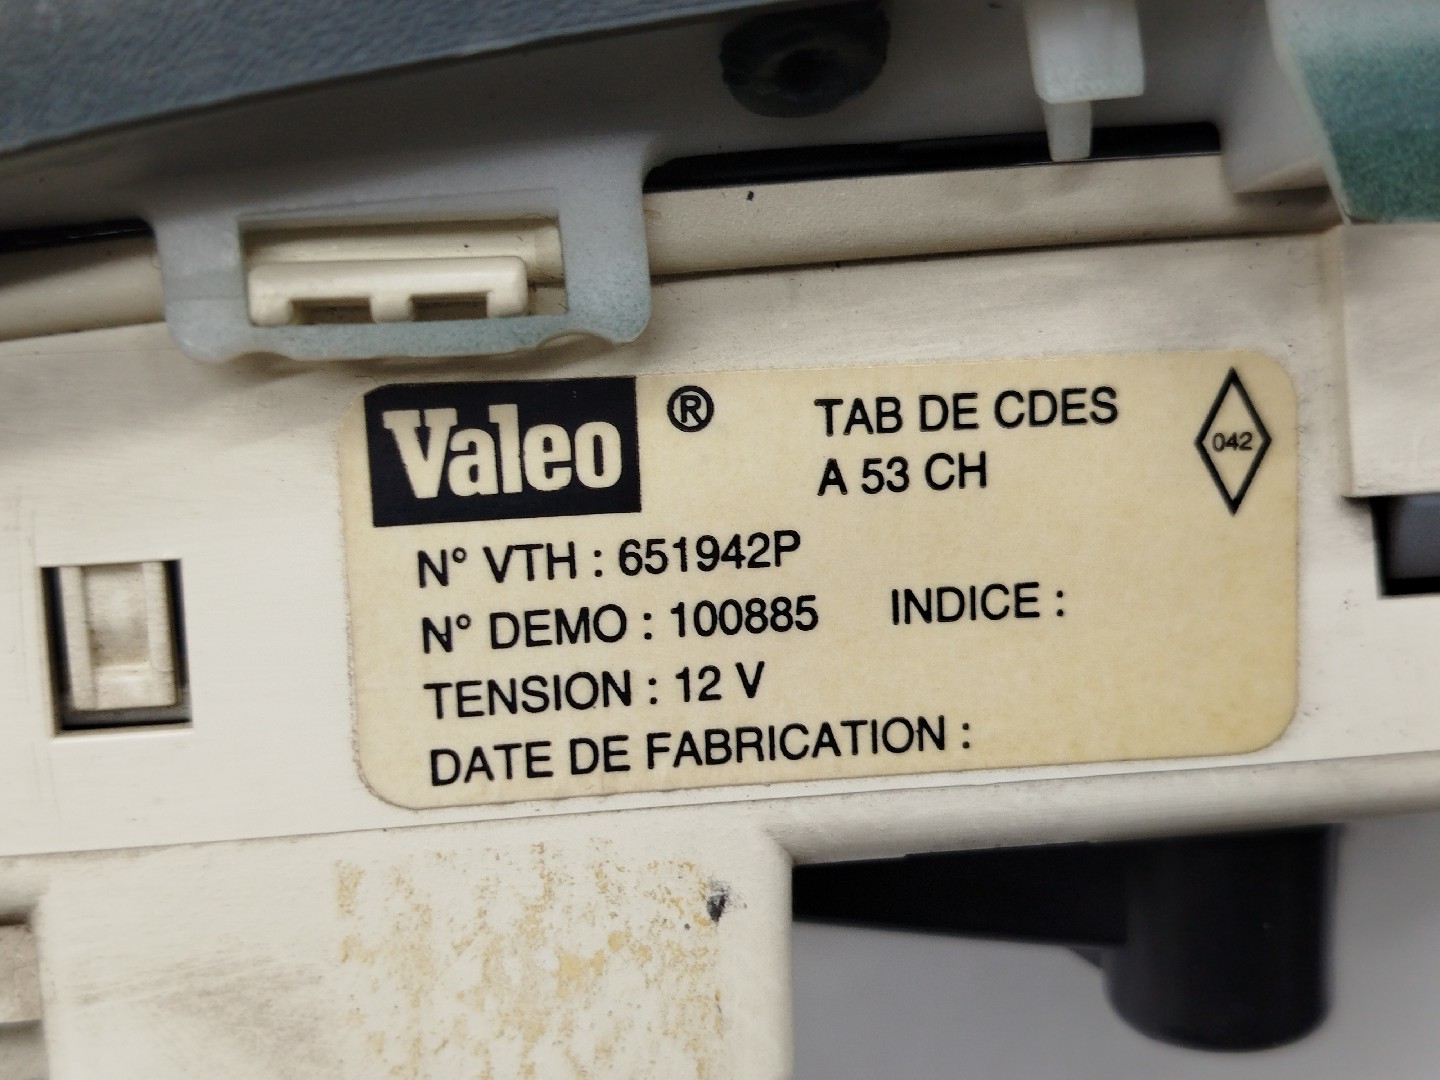 Valeo ®
TAB DE CDES
A 53 CH
042
N° VTH : 651942P
N° DEMO : 100885 INDICE :
TENSION : 12 V
DATE DE FABRICATION :